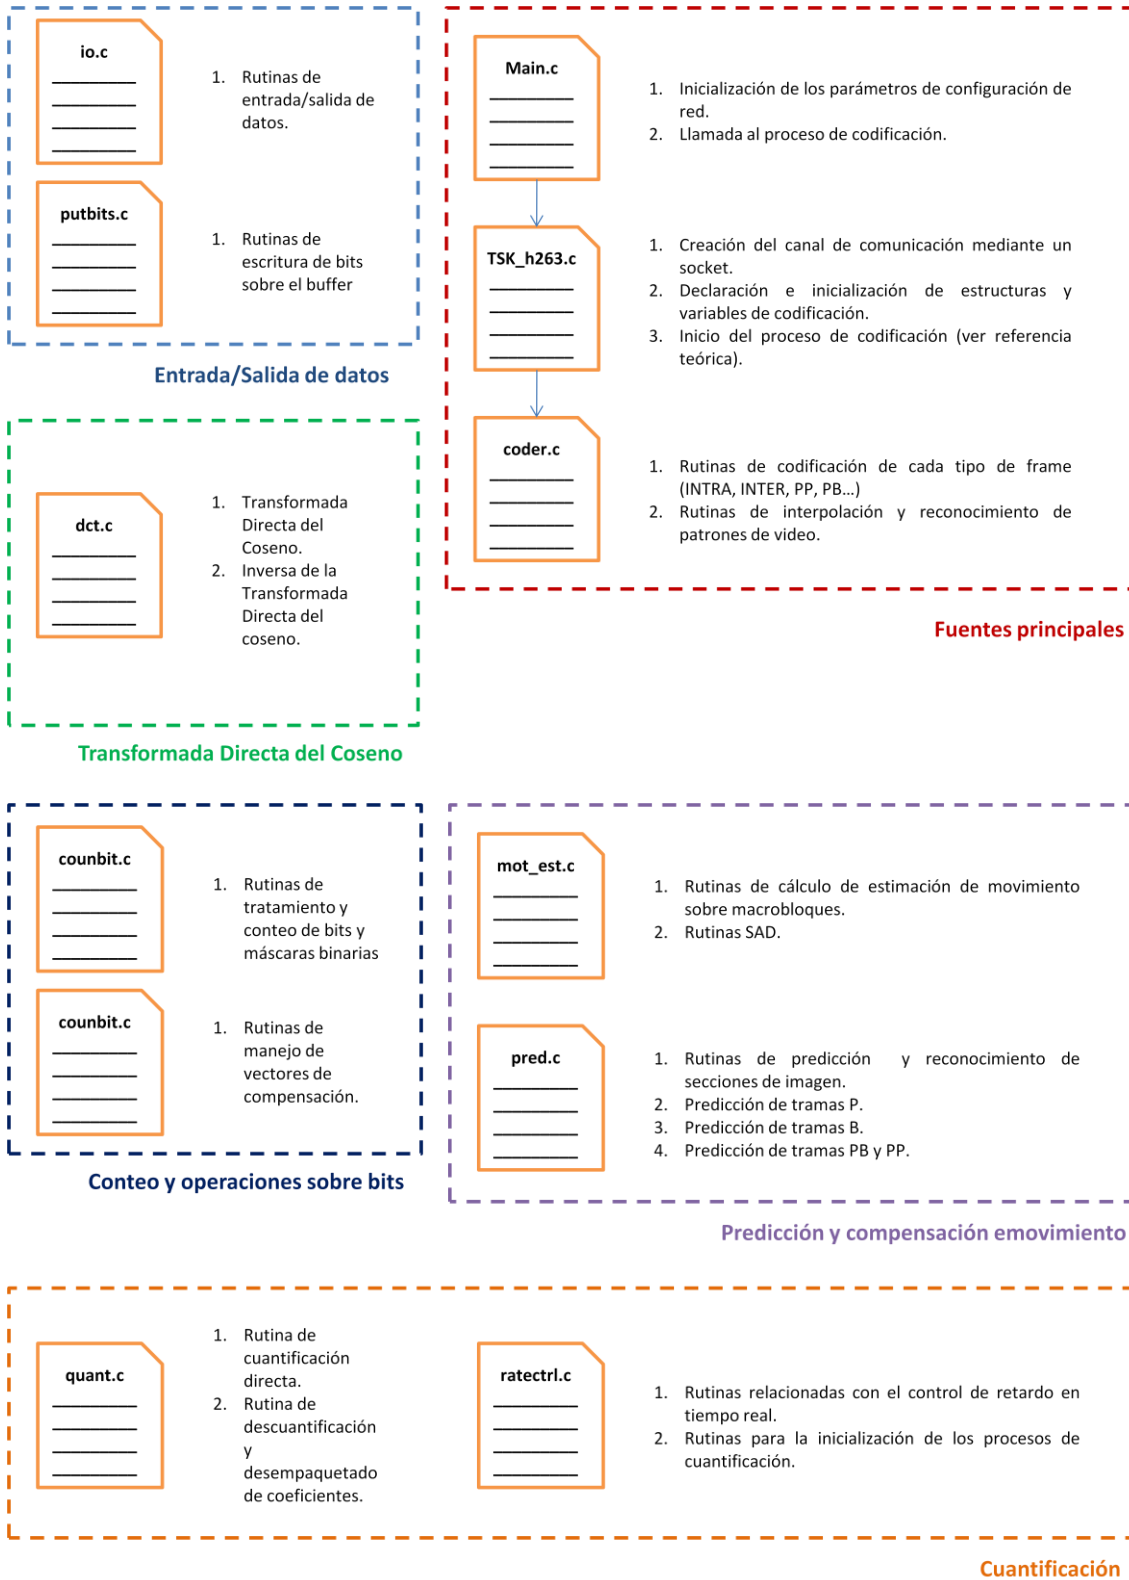 io.c
1. Rutinas de
entrada/salida de
datos.
putbits.c
1. Rutinas de
escritura de bits
sobre el buffer
Entrada/Salida de datos
Main.c
1. Inicialización de los parámetros de configuración de
red.
2. Llamada al proceso de codificación.
TSK_h263.c
1. Creación del canal de comunicación mediante un
socket.
2. Declaración e inicialización de estructuras y
variables de codificación.
3. Inicio del proceso de codificación (ver referencia
teórica).
coder.c
1. Rutinas de codificación de cada tipo de frame
(INTRA, INTER, PP, PB...)
2. Rutinas de interpolación y reconocimiento de
patrones de video.
Fuentes principales
dct.c
1. Transformada
Directa del
Coseno.
2. Inversa de la
Transformada
Directa del
coseno.
Transformada Directa del Coseno
counbit.c
1. Rutinas de
tratamiento y
conteo de bits y
máscaras binarias
counbit.c
1. Rutinas de
manejo de
vectores de
compensación.
Conteo y operaciones sobre bits
mot_est.c
1. Rutinas de cálculo de estimación de movimiento
sobre macrobloques.
2. Rutinas SAD.
pred.c
1. Rutinas de predicción y reconocimiento de
secciones de imagen.
2. Predicción de tramas P.
3. Predicción de tramas B.
4. Predicción de tramas PB y PP.
Predicción y compensación emovimiento
quant.c
1. Rutina de
cuantificación
directa.
2. Rutina de
descuantificación
y
desempaquetado
de coeficientes.
ratectrl.c
1. Rutinas relacionadas con el control de retardo en
tiempo real.
2. Rutinas para la inicialización de los procesos de
cuantificación.
Cuantificación